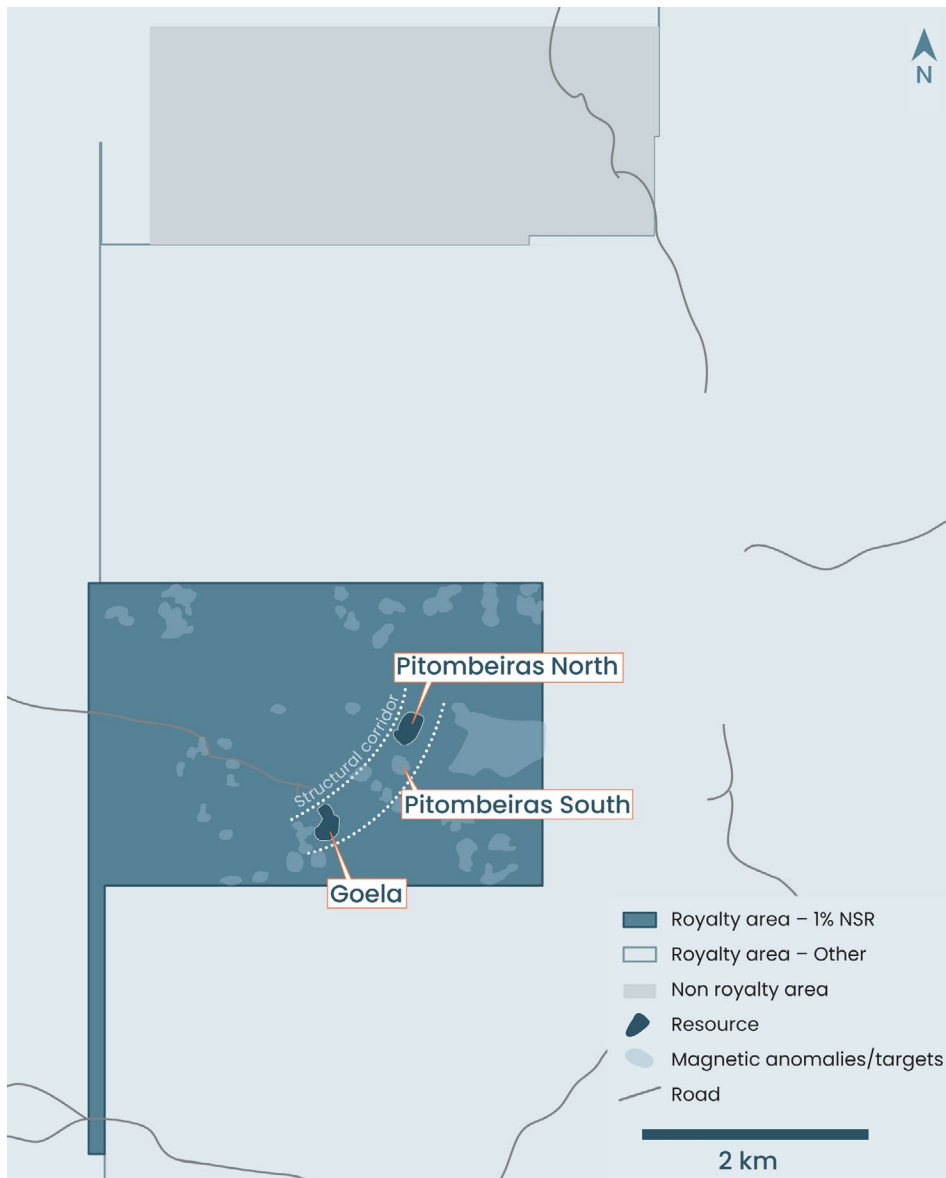 N
Pitombeiras North
Structural corridor
Pitombeiras South
Goela
Royalty area – 1% NSR
Royalty area – Other
Non royalty area
Resource
Magnetic anomalies/targets
Road
2 km